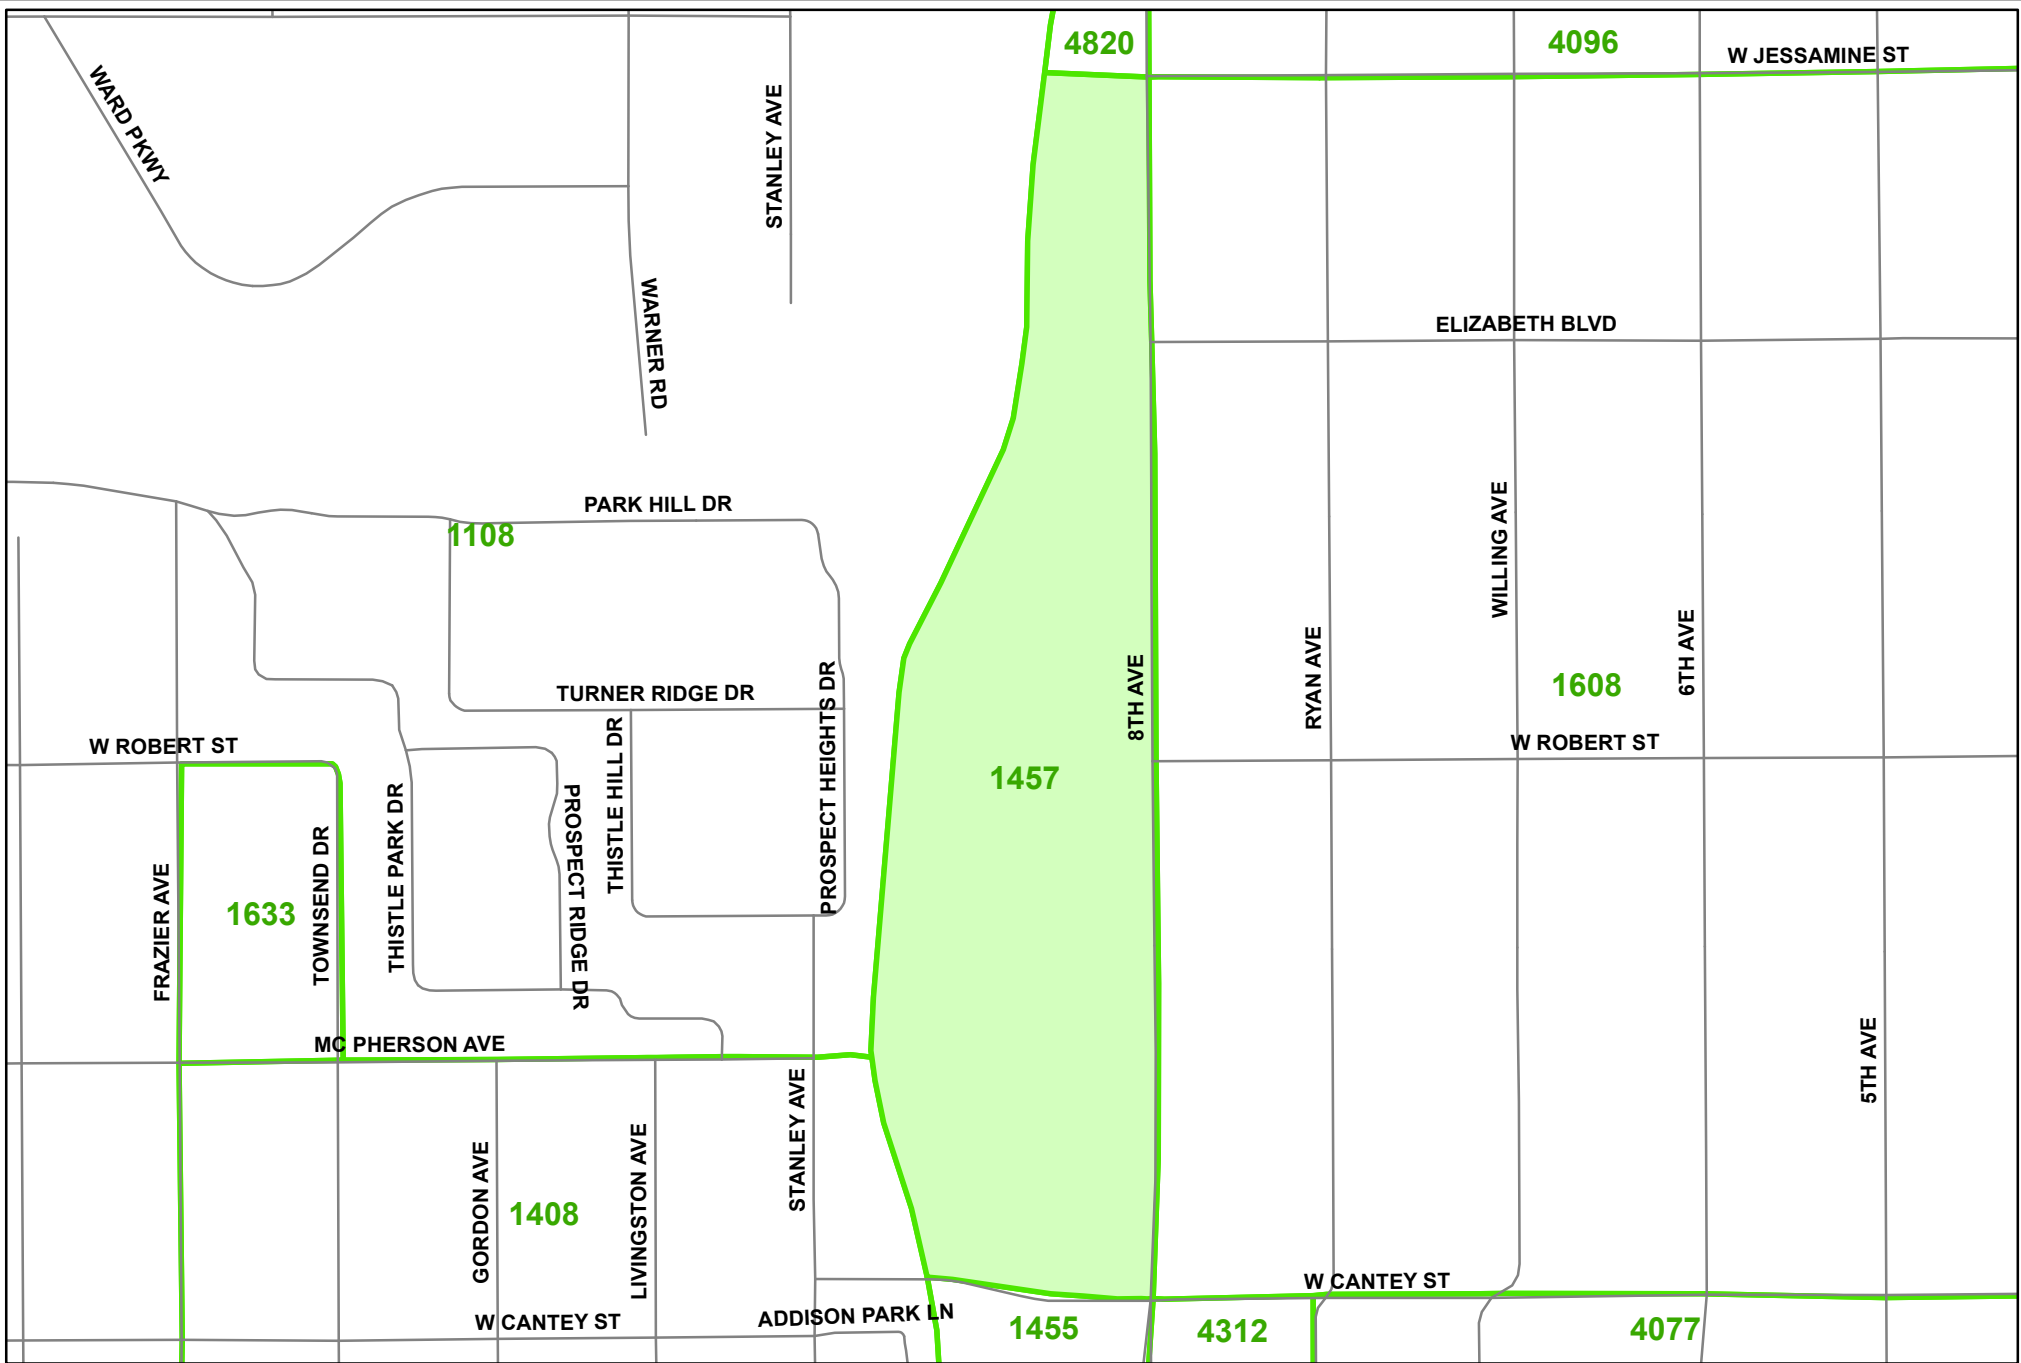 4820
4096
W JESSAMINE ST
WARD PKWY
STANLEY AVE
WARNER RD
ELIZABETH BLVD
PARK HILL DR
1108
WILLING AVE
6TH AVE
RYAN AVE
8TH AVE
1608
TURNER RIDGE DR
PROSPECT HEIGHTS DR
THISTLE HILL DR
W ROBERT ST
W ROBERT ST
1457
THISTLE PARK DR
PROSPECT RIDGE DR
TOWNSEND DR
FRAZIER AVE
1633
MC PHERSON AVE
5TH AVE
STANLEY AVE
GORDON AVE
LIVINGSTON AVE
1408
W CANTEY ST
W CANTEY ST
ADDISON PARK LN
1455
4312
4077